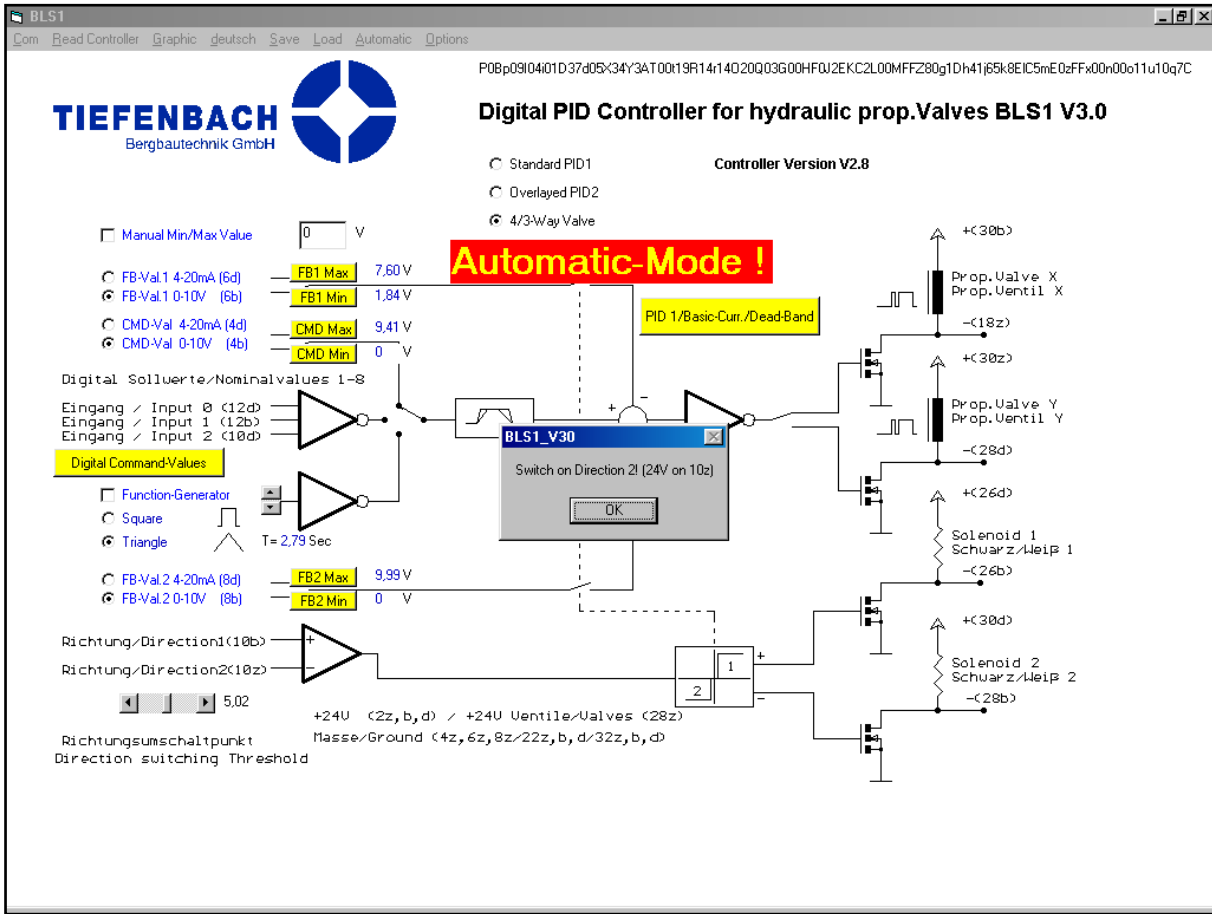 BLS1
Com Read Controller Graphic deutsch Save Load Automatic Options
P0Bp09I04i01D37d05X34Y3AT00t19R14r14O20Q03G00HF0J2EKC2L00MFFZ80g1Dh41j65k8EIC5mE0zFFx00n00o11u10q7C
TIEFENBACH
Bergbautechnik GmbH
Digital PID Controller for hydraulic prop.Valves BLS1 V3.0
Standard PID1
Controller Version V2.8
Overlayed PID2
4/3-Way Valve
Manual Min/Max Value 0 V
Automatic-Mode !
FB-Val.1 4-20mA (6d) FB1 Max 7,60 V
FB-Val.1 0-10V (6b) FB1 Min 1,84 V
CMD-Val 4-20mA (4d) CMD Max 9,41 V
CMD-Val 0-10V (4b) CMD Min 0 V
PID 1/Basic-Curr./Dead-Band
+(30b)
Prop.Valve X
Prop.Ventil X
-(18z)
+(30z)
Prop.Valve Y
Prop.Ventil Y
-(28d)
Digital Sollwerte/Nominalvalues 1-8
Eingang / Input 0 (12d)
Eingang / Input 1 (12b)
Eingang / Input 2 (10d)
+ -
Digital Command-Values
BLS1_V30
Switch on Direction 2! (24V on 10z)
OK
Function-Generator
Square
Triangle T= 2,79 Sec
+(26d)
Solenoid 1
Schwarz/Weiß 1
-(26b)
FB-Val.2 4-20mA (8d) FB2 Max 9,99 V
FB-Val.2 0-10V (8b) FB2 Min 0 V
+(30d)
Solenoid 2
Schwarz/Weiß 2
-(28b)
Richtung/Direction1(10b) +
Richtung/Direction2(10z) -
1 +
2 -
5,02
+24V (2z,b,d) / +24V Ventile/Valves (28z)
Masse/Ground (4z,6z,8z/22z,b,d/32z,b,d)
Richtungsumschaltpunkt
Direction switching Threshold